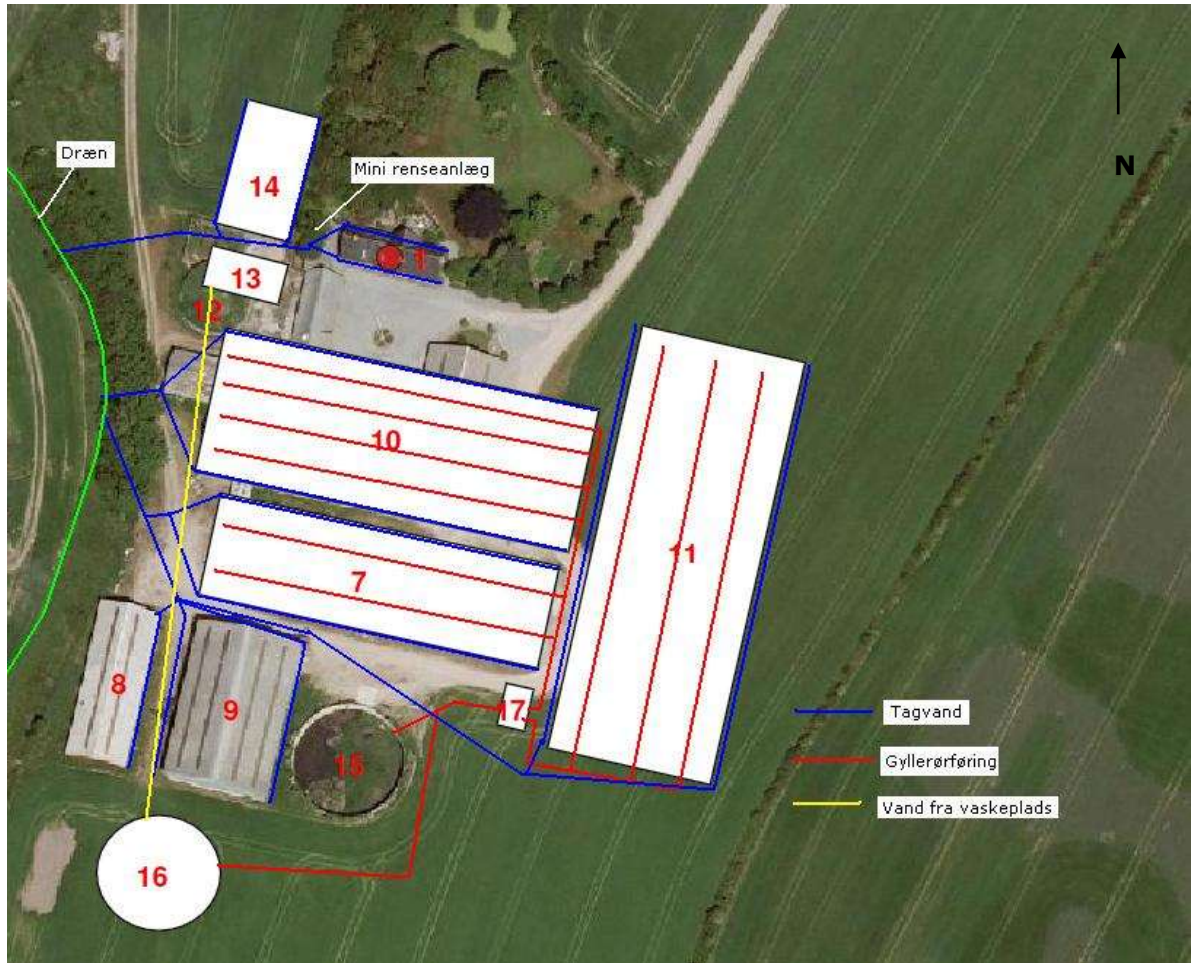 Dræn
Mini renseanlæg
N
14
1
13
12
10
11
7
8
9
17
15
16
Tagvand
Gyllerørføring
Vand fra vaskeplads